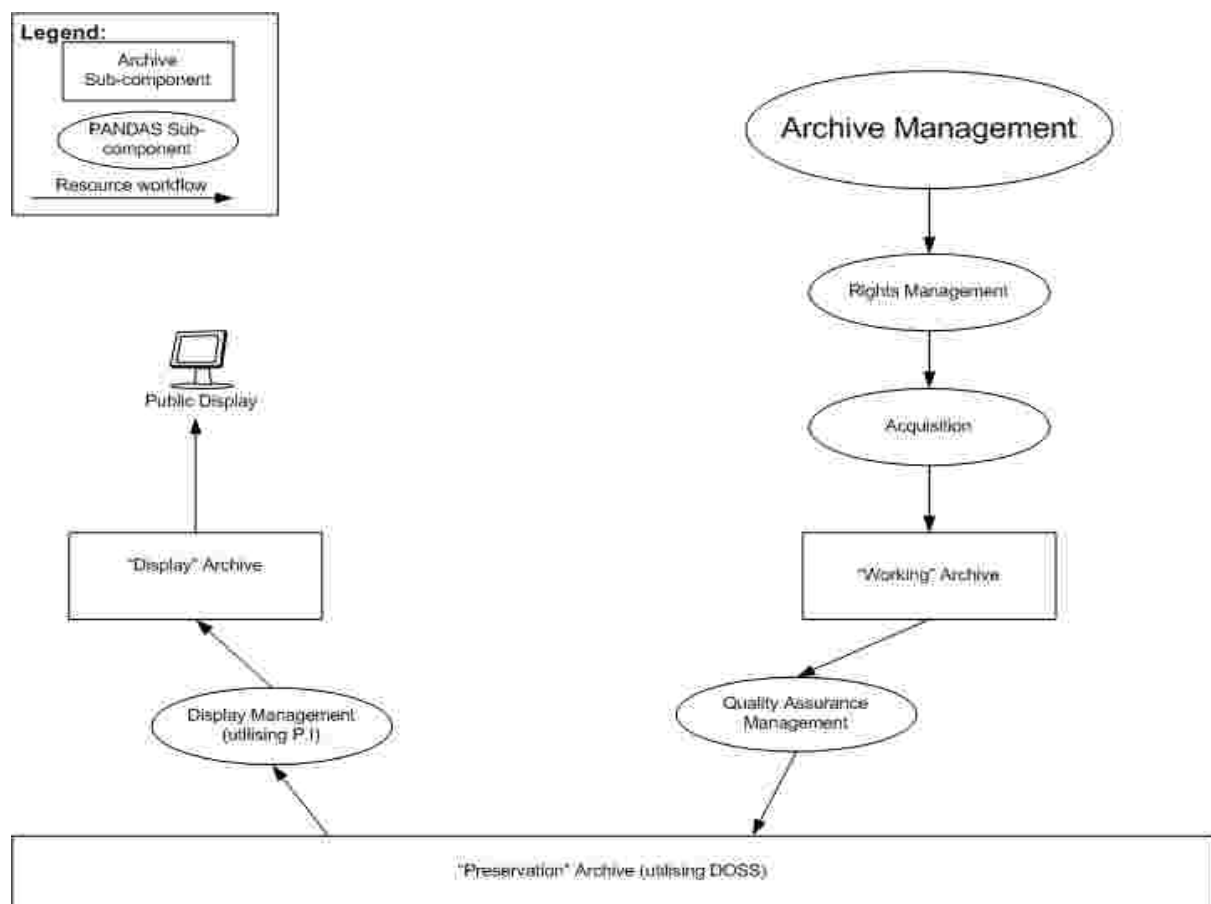 Legend:
Archive
Sub-component
PANDAS Sub-
component
Resource workflow
Archive Management
Rights Management
Public Display
Acquisition
"Display" Archive
"Working" Archive
Display Management
(utilising P.I)
Quality Assurance
Management
"Preservation" Archive (utilising DOSS)